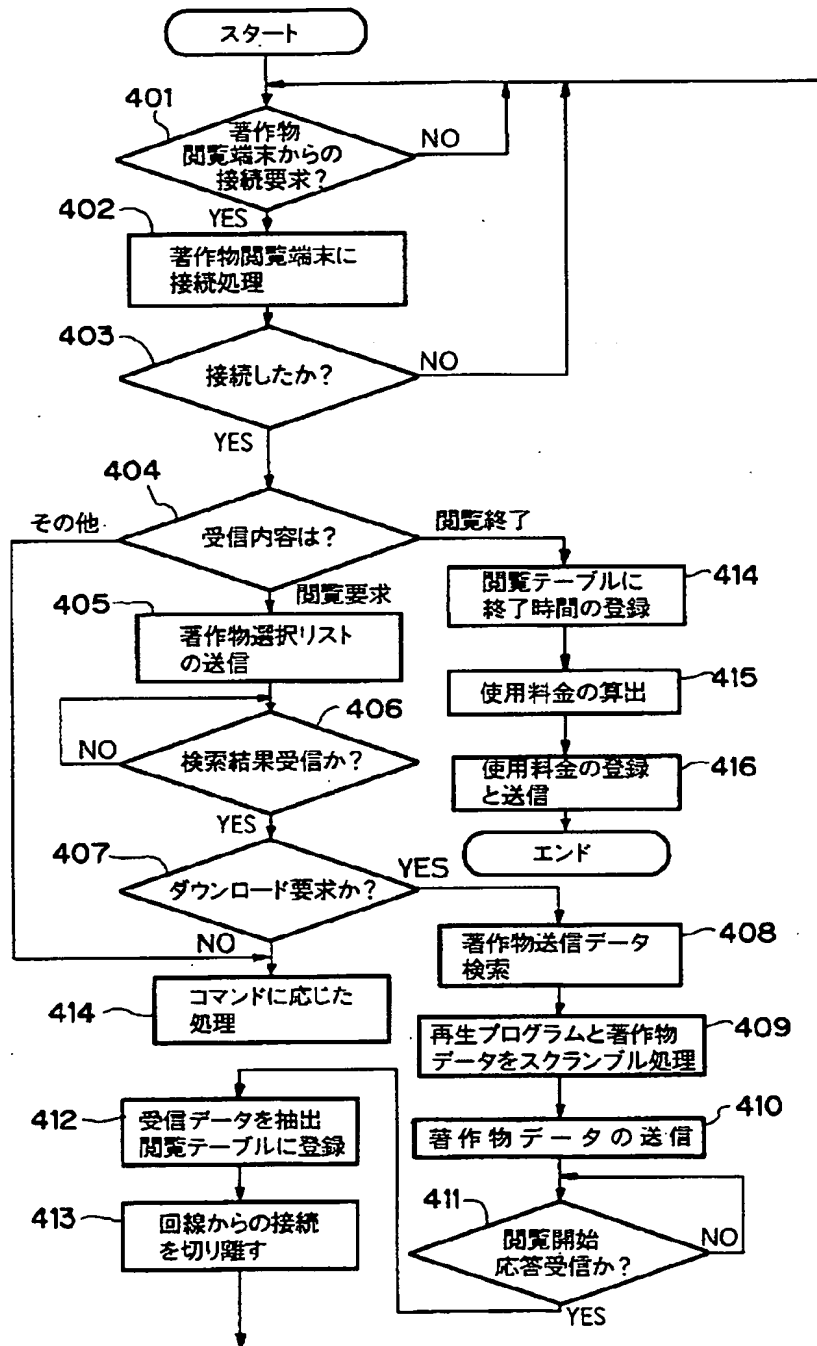 スタート
401
著作物
閲覧端末からの
接続要求?
NO
YES
402
著作物閲覧端末に
接続処理
403
接続したか?
NO
YES
404
その他
受信内容は?
閲覧終了
閲覧要求
405
著作物選択リスト
の送信
406
検索結果受信か?
NO
YES
407
ダウンロード要求か?
YES
NO
414
コマンドに応じた
処理
閲覧テーブルに
終了時間の登録
414
使用料金の算出
415
使用料金の登録
と送信
416
エンド
著作物送信データ
検索
408
再生プログラムと著作物
データをスクランブル処理
409
著作物データの送信
410
411
閲覧開始
応答受信か?
NO
YES
412
受信データを抽出
閲覧テーブルに登録
413
回線からの接続
を切り離す